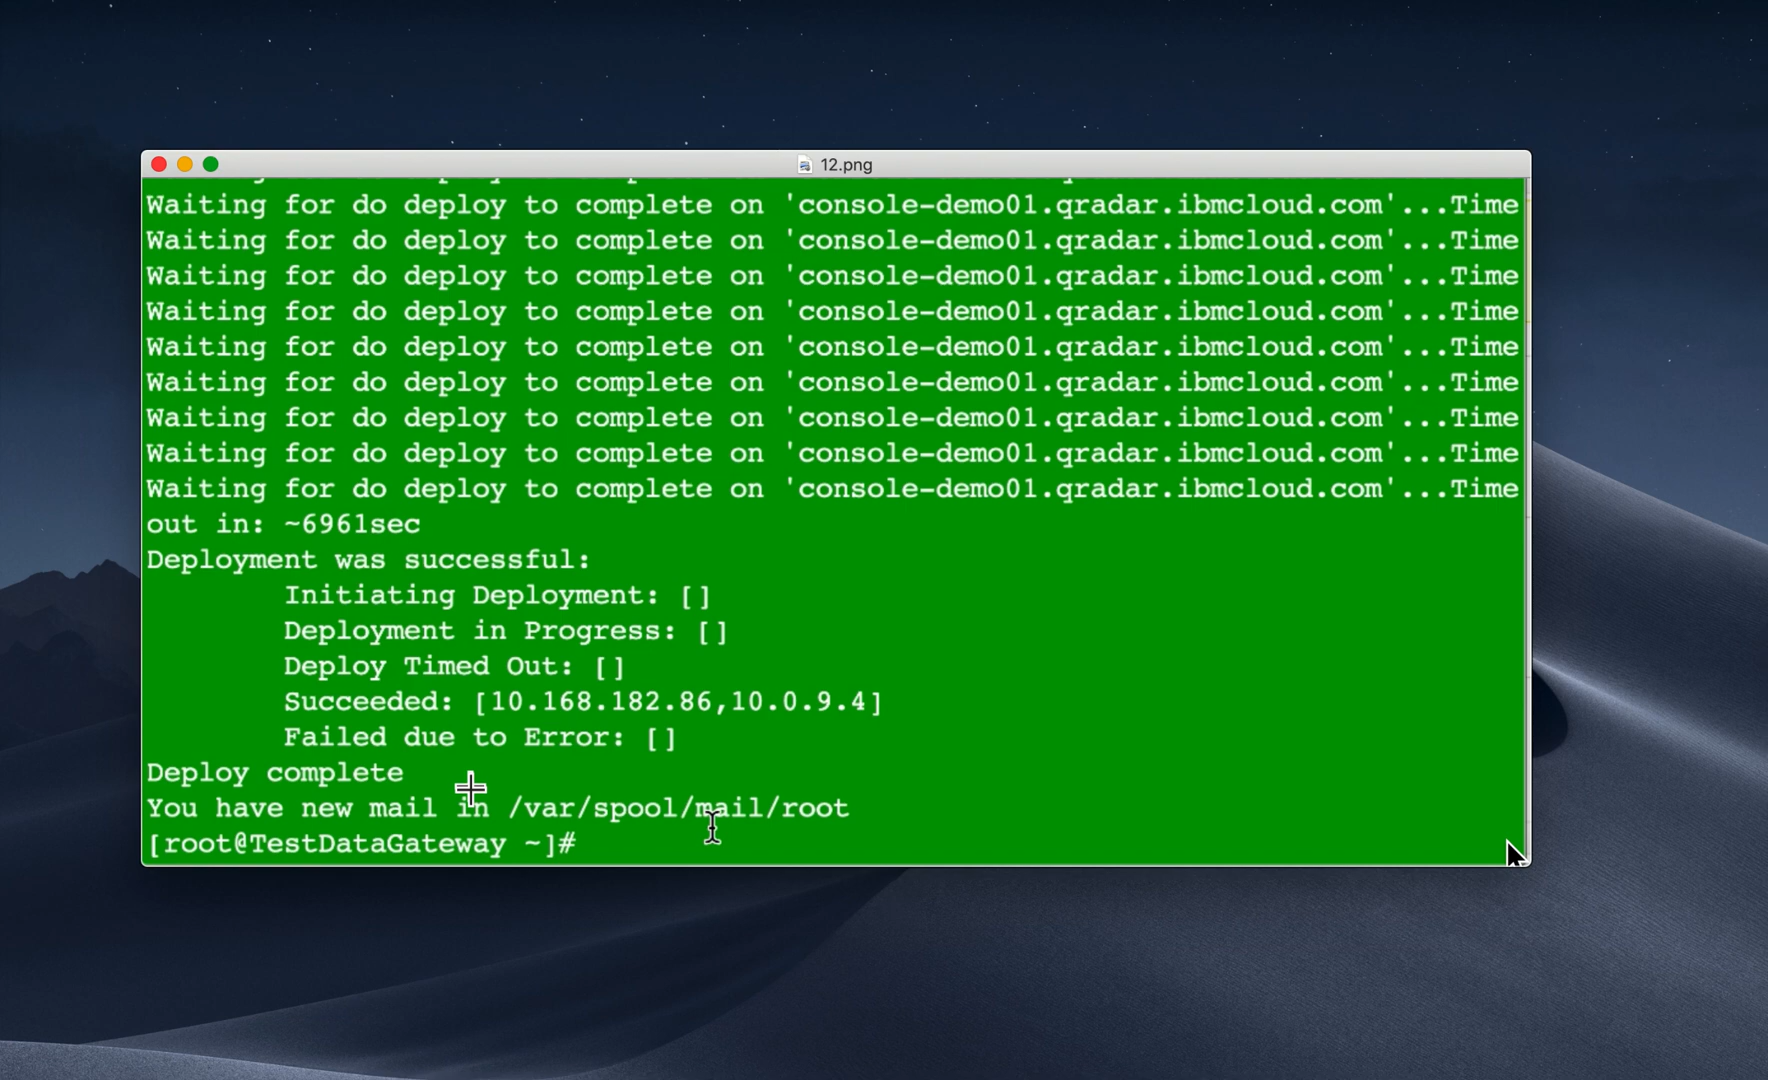 12.png
Waiting for do deploy to complete on 'console-demo01.qradar.ibmcloud.com'...Time
Waiting for do deploy to complete on 'console-demo01.qradar.ibmcloud.com'...Time
Waiting for do deploy to complete on 'console-demo01.qradar.ibmcloud.com'...Time
Waiting for do deploy to complete on 'console-demo01.qradar.ibmcloud.com'...Time
Waiting for do deploy to complete on 'console-demo01.qradar.ibmcloud.com'...Time
Waiting for do deploy to complete on 'console-demo01.qradar.ibmcloud.com'...Time
Waiting for do deploy to complete on 'console-demo01.qradar.ibmcloud.com'...Time
Waiting for do deploy to complete on 'console-demo01.qradar.ibmcloud.com'...Time
Waiting for do deploy to complete on 'console-demo01.qradar.ibmcloud.com'...Time
out in: ~6961sec
Deployment was successful:
Initiating Deployment: []
Deployment in Progress: []
Deploy Timed Out: []
Succeeded: [10.168.182.86,10.0.9.4]
Failed due to Error: []
Deploy complete
You have new mail in /var/spool/mail/root
[root@TestDataGateway ~]#